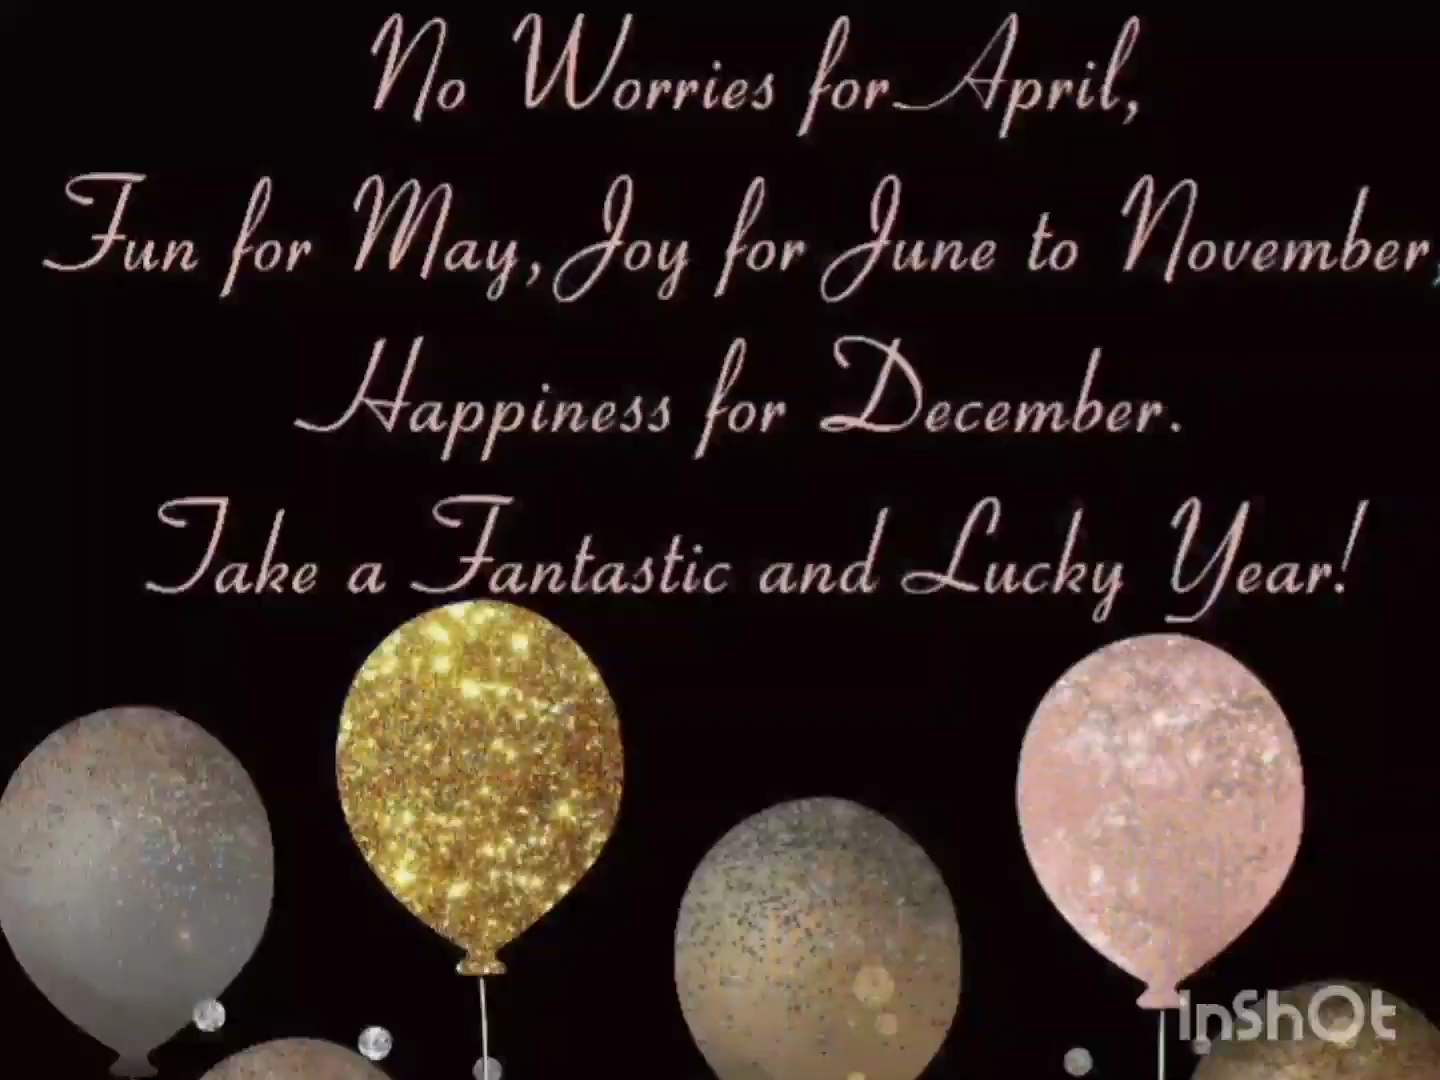 No Worries for April,
Fun for May, Joy for June to November,
Happiness for December.
Take a Fantastic and Lucky Year!
InShOt